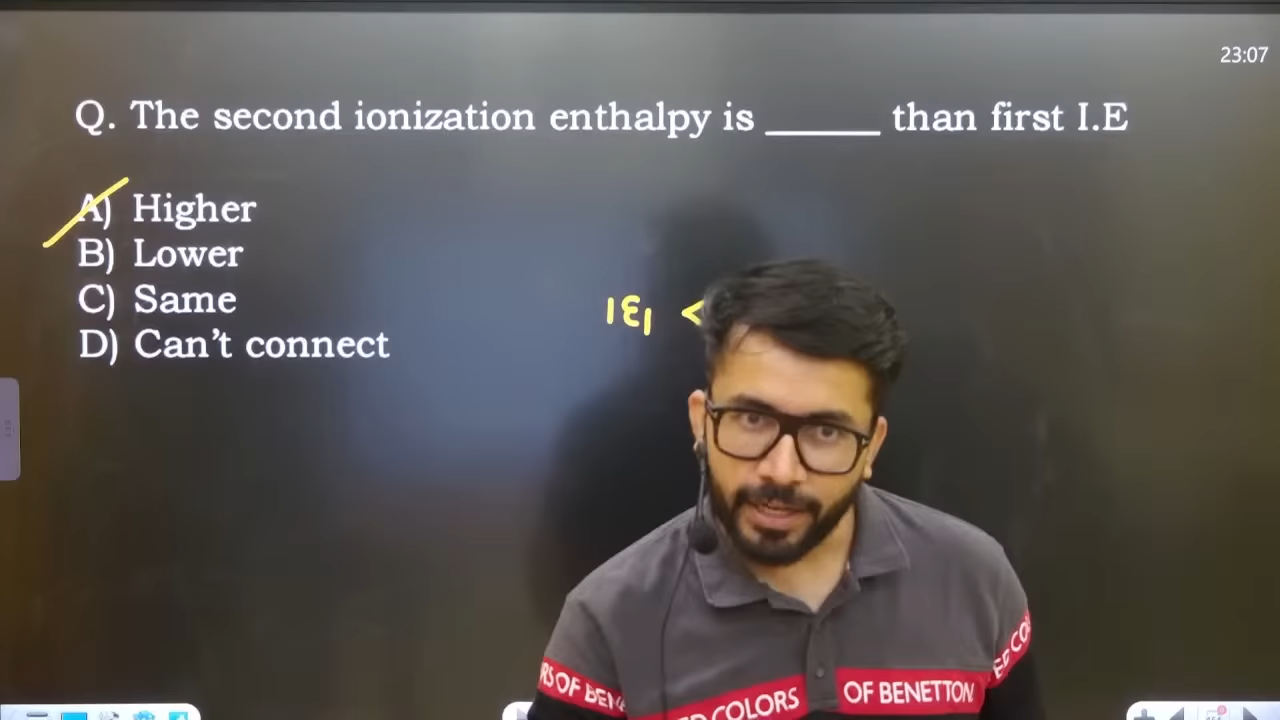 23:07
Q. The second ionization enthalpy is ______ than first I.E
A) Higher
B) Lower
C) Same
D) Can't connect
IE₁ <
COLORS
OF BENETTON